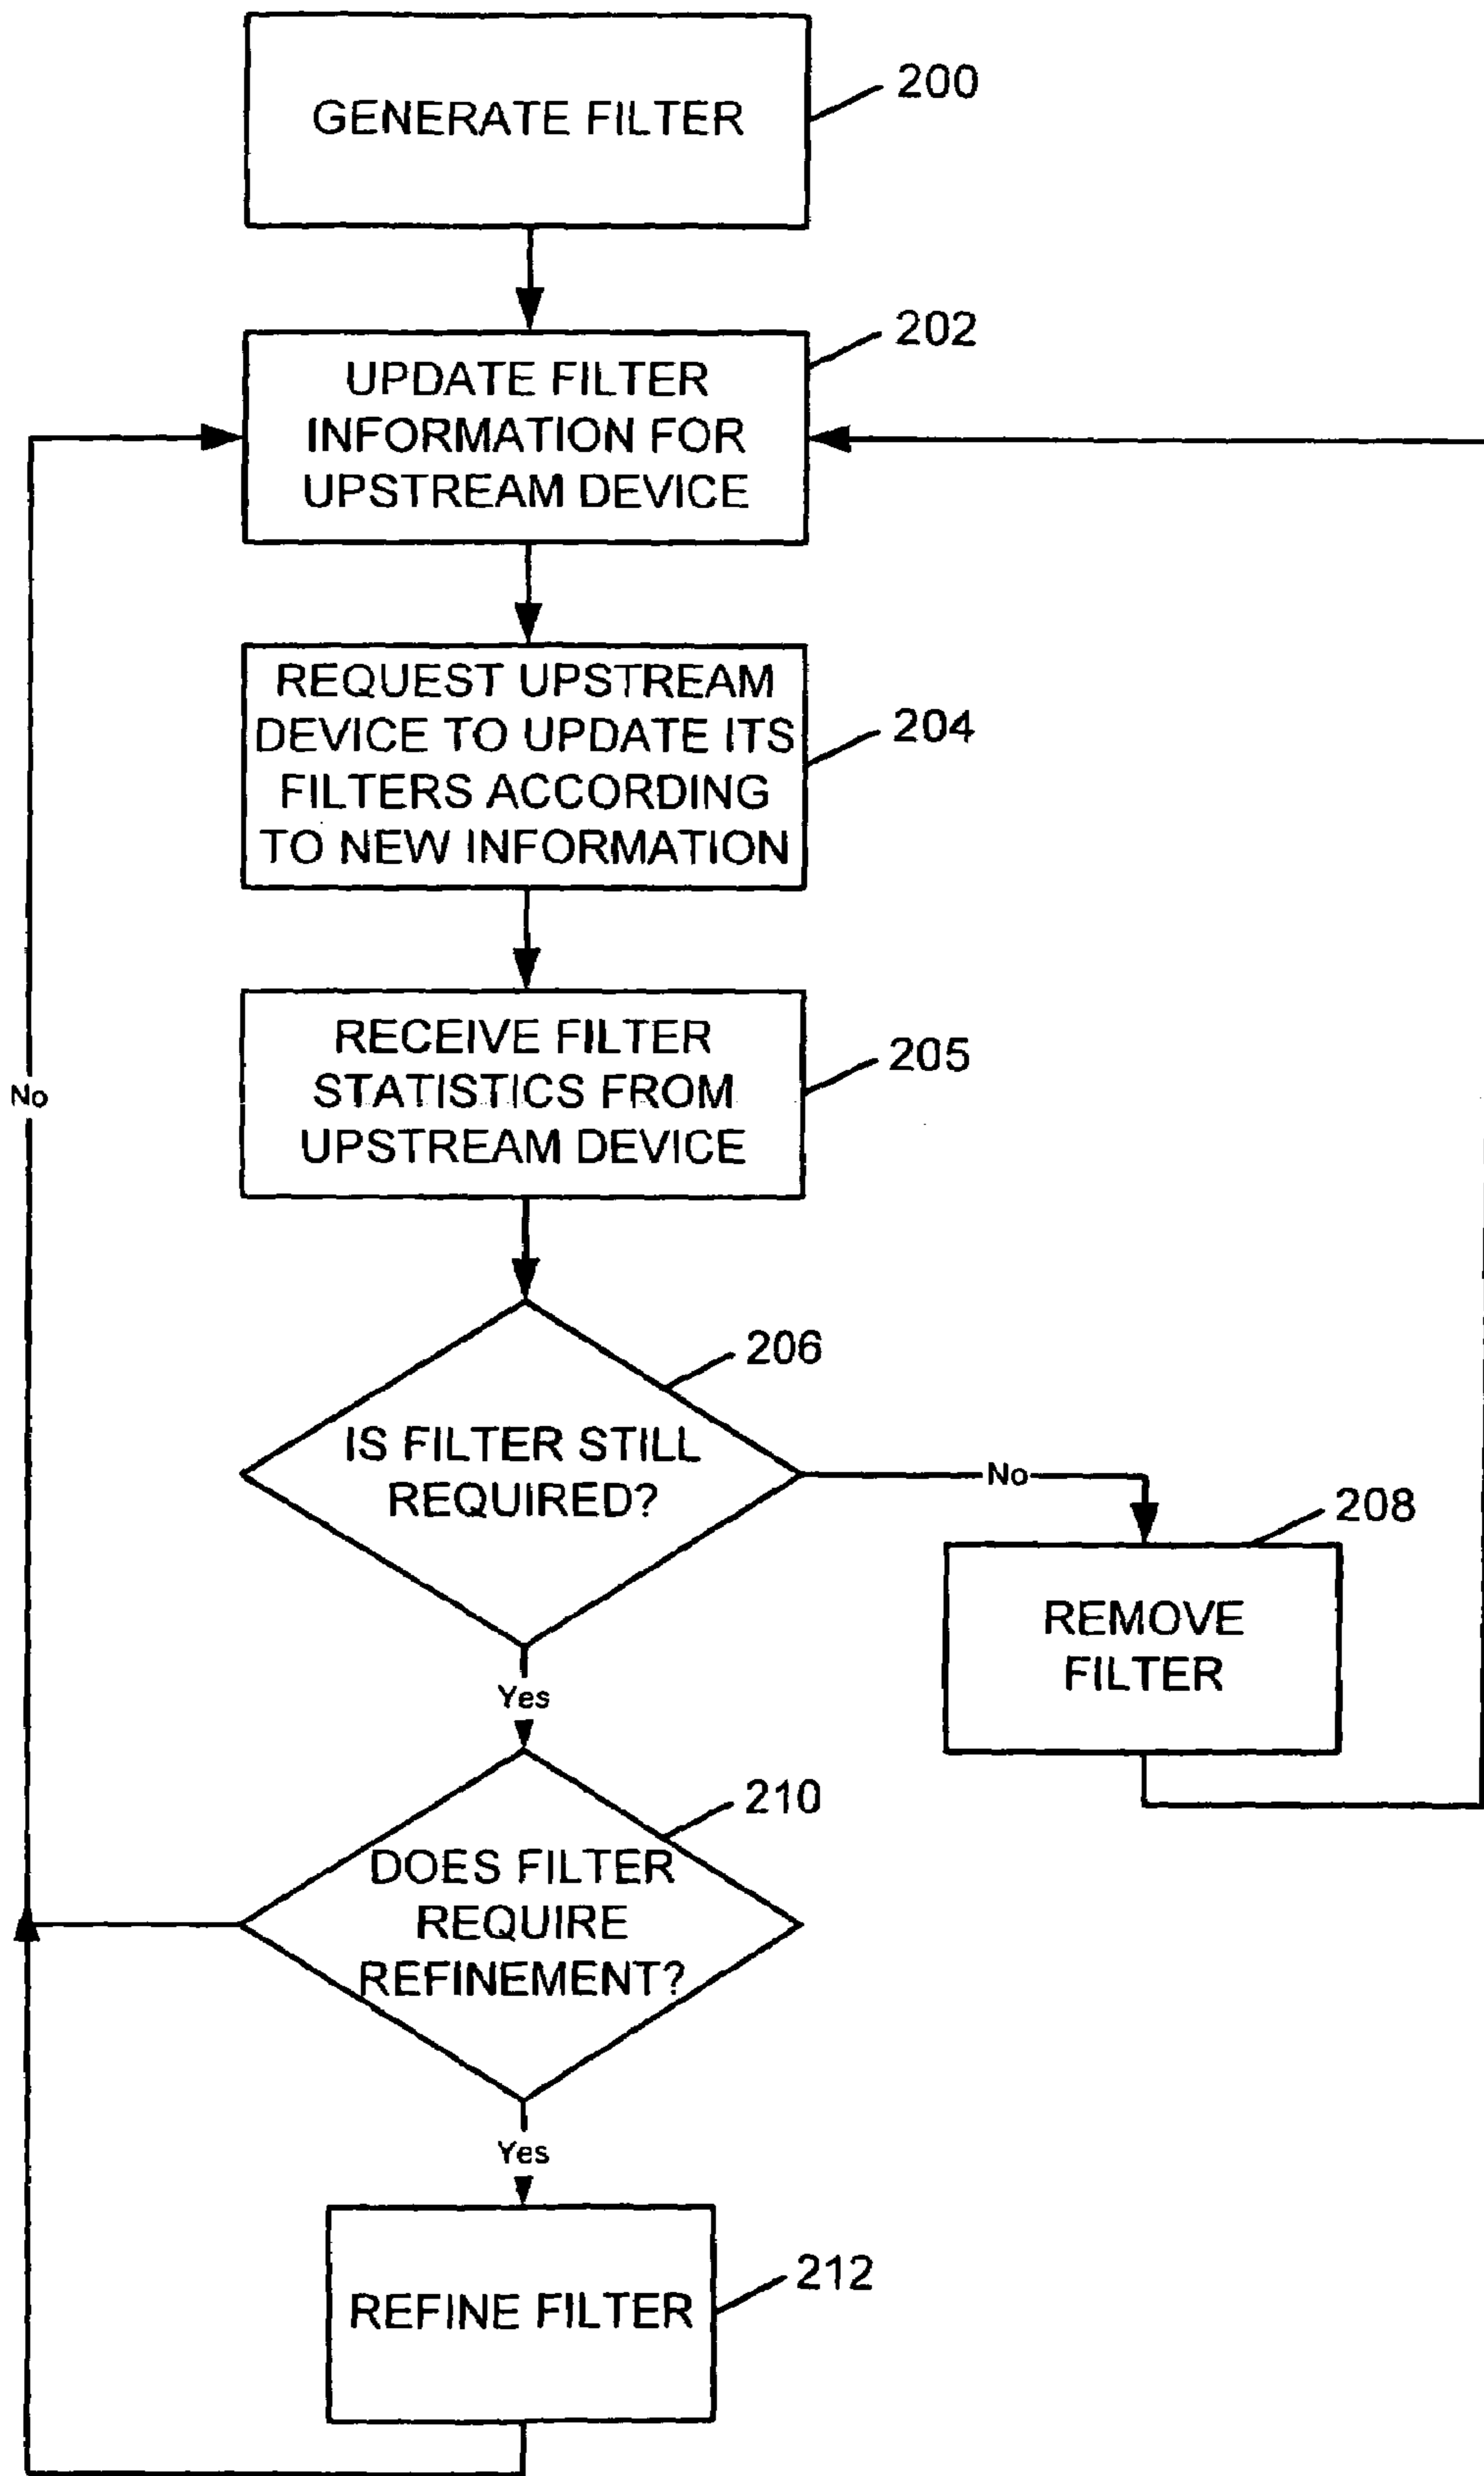 GENERATE FILTER
200
UPDATE FILTER
INFORMATION FOR
UPSTREAM DEVICE
202
REQUEST UPSTREAM
DEVICE TO UPDATE ITS
FILTERS ACCORDING
TO NEW INFORMATION
204
RECEIVE FILTER
STATISTICS FROM
UPSTREAM DEVICE
205
No
IS FILTER STILL
REQUIRED?
206
No
REMOVE
FILTER
208
Yes
DOES FILTER
REQUIRE
REFINEMENT?
210
Yes
REFINE FILTER
212